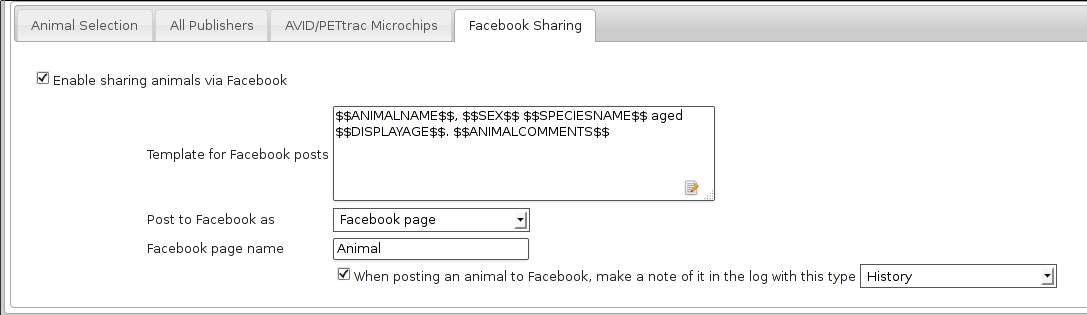 Animal Selection All Publishers AVID/PETtrac Microchips Facebook Sharing
Enable sharing animals via Facebook
Template for Facebook posts
$$ANIMALNAME$$, $$SEX$$ $$SPECIESNAME$$ aged
$$DISPLAYAGE$$. $$ANIMALCOMMENTS$$
Post to Facebook as Facebook page
Facebook page name Animal
When posting an animal to Facebook, make a note of it in the log with this type History